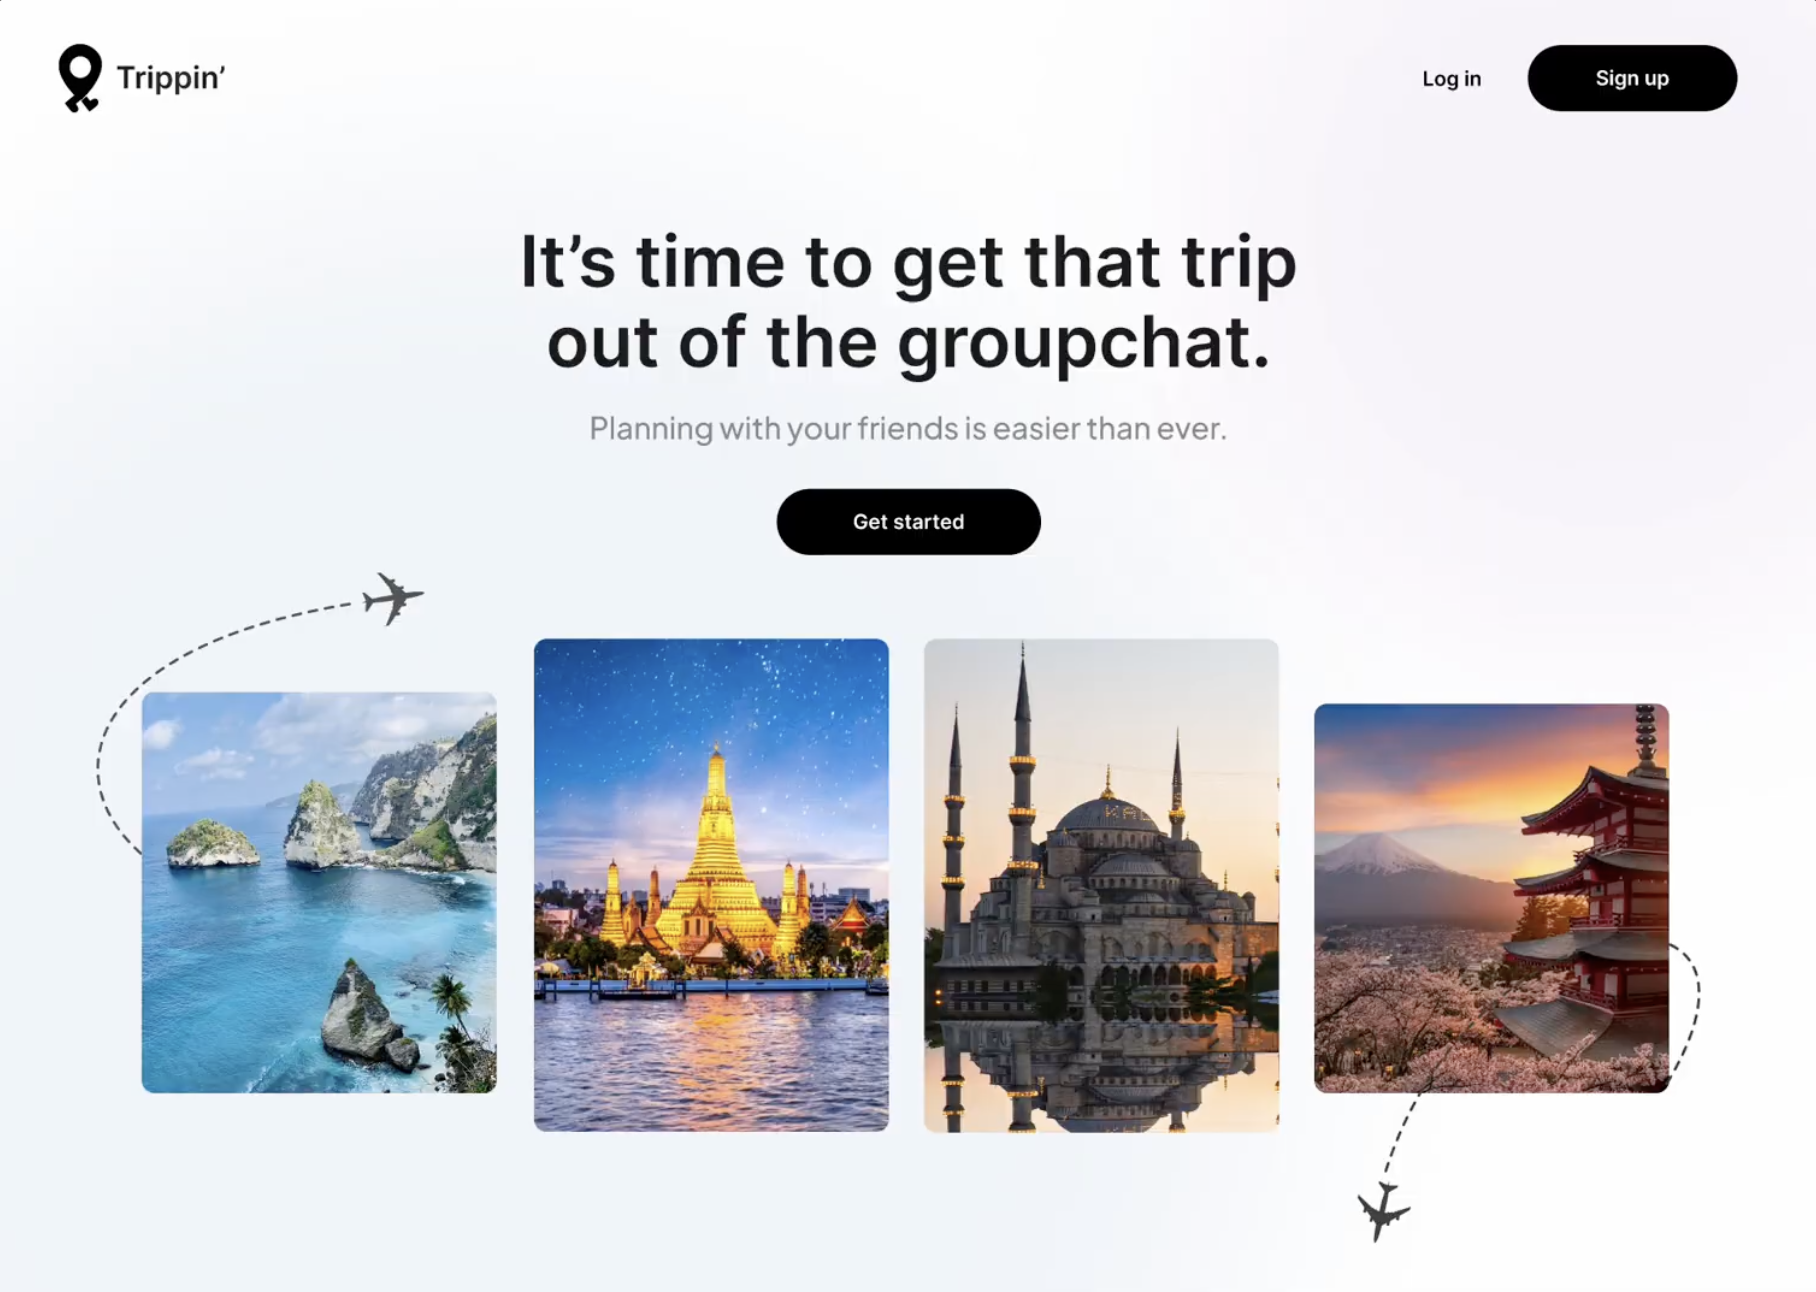 Trippin’
Log in
Sign up
It’s time to get that trip
out of the groupchat.
Planning with your friends is easier than ever.
Get started